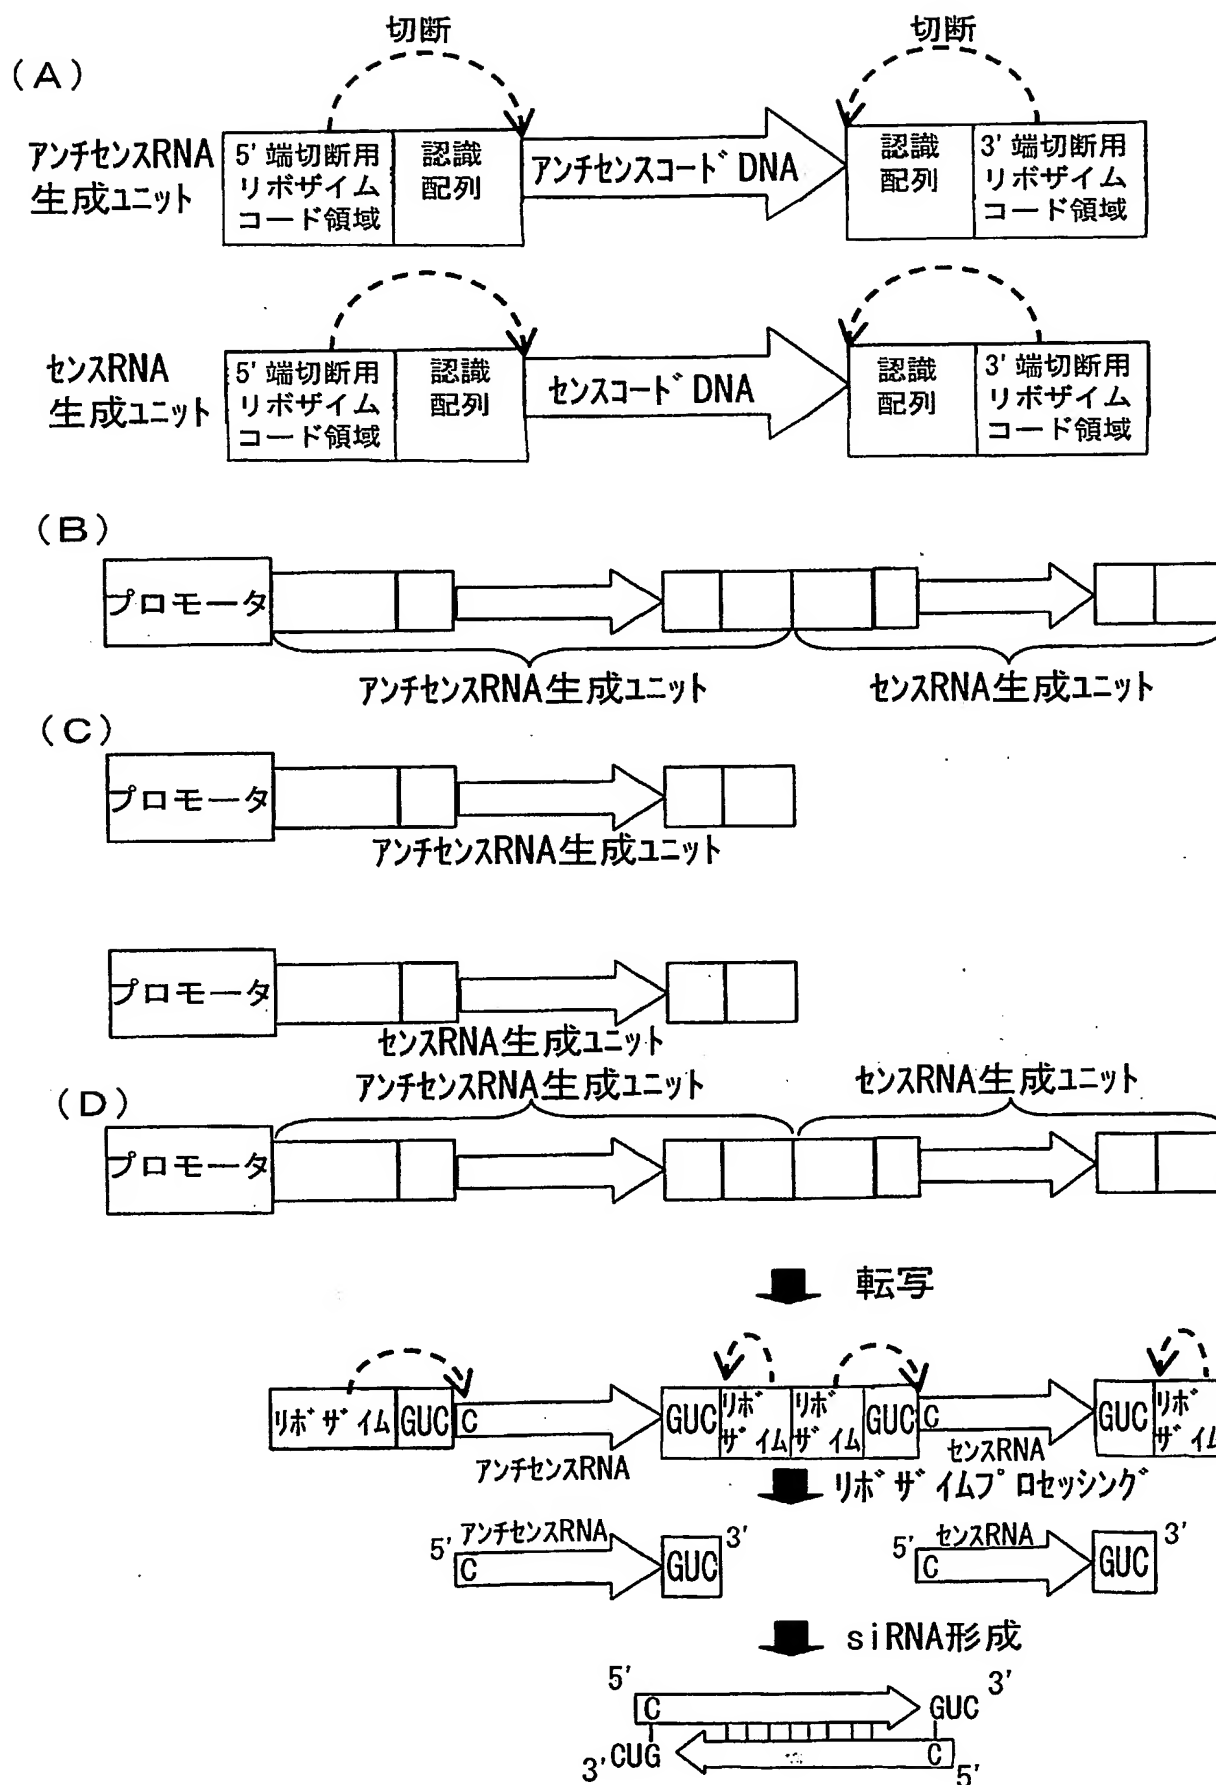 (A)
切断
切断
アンチセンスRNA
生成ユニット
5' 端切断用
リボザイム
コード領域
認識
配列
アンチセンスコードDNA
認識
配列
3' 端切断用
リボザイム
コード領域
センスRNA
生成ユニット
5' 端切断用
リボザイム
コード領域
認識
配列
センスコードDNA
認識
配列
3' 端切断用
リボザイム
コード領域
(B)
プロモータ
アンチセンスRNA生成ユニット
センスRNA生成ユニット
(C)
プロモータ
アンチセンスRNA生成ユニット
プロモータ
センスRNA生成ユニット
(D)
アンチセンスRNA生成ユニット
センスRNA生成ユニット
プロモータ
転写
リボザイム
GUC
C
アンチセンスRNA
GUC
リボ
ザイム
リボ
ザイム
GUC
C
センスRNA
GUC
リボ
ザイム
リボザイムプロセッシング
5'
アンチセンスRNA
C
GUC
3'
5'
センスRNA
C
GUC
3'
siRNA形成
5'
C
GUC
3'
3'
CUG
C
5'